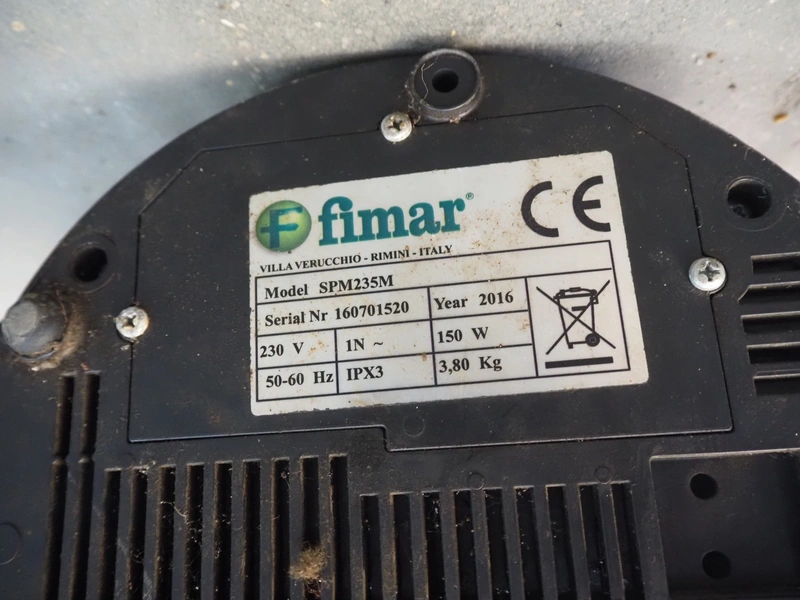 fimar®
CE
VILLA VERUCCHIO - RIMINI - ITALY
Model SPM235M
Serial Nr 160701520 Year 2016
230 V 1N ~ 150 W
50-60 Hz IPX3 3,80 Kg